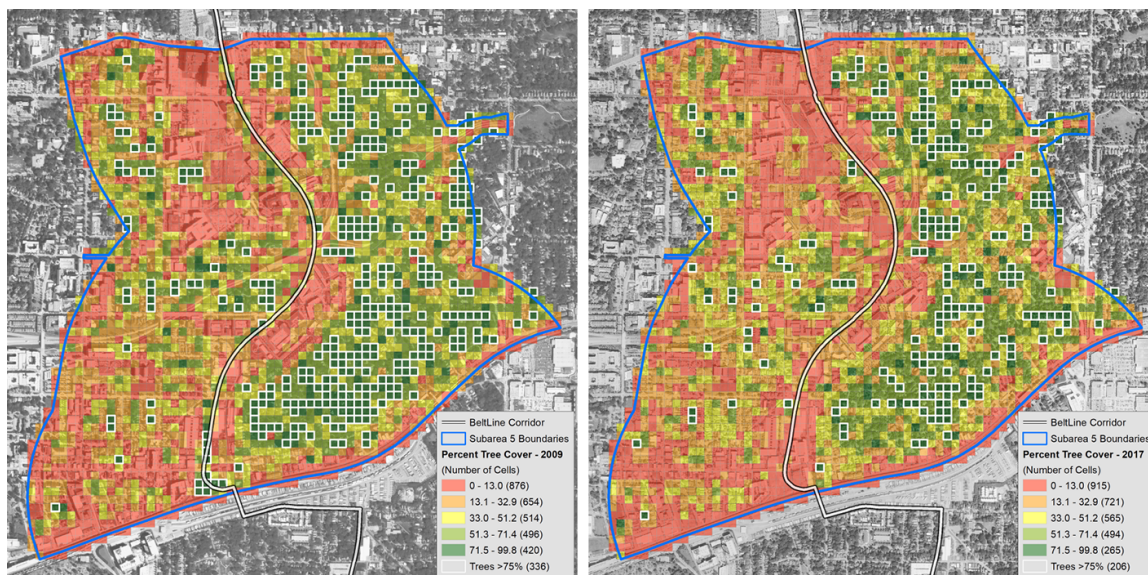 BeltLine Corridor
Subarea 5 Boundaries
Percent Tree Cover - 2009
(Number of Cells)
0 - 13.0 (876)
13.1 - 32.9 (654)
33.0 - 51.2 (514)
51.3 - 71.4 (496)
71.5 - 99.8 (420)
Trees >75% (336)
BeltLine Corridor
Subarea 5 Boundaries
Percent Tree Cover - 2017
(Number of Cells)
0 - 13.0 (915)
13.1 - 32.9 (721)
33.0 - 51.2 (565)
51.3 - 71.4 (494)
71.5 - 99.8 (265)
Trees >75% (206)